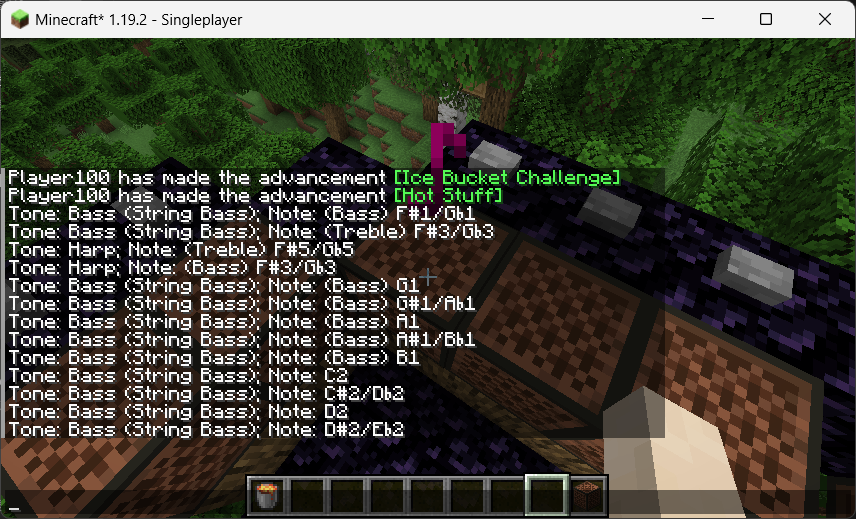 Minecraft* 1.19.2 - Singleplayer
Player100 has made the advancement [Ice Bucket Challenge]
Player100 has made the advancement [Hot Stuff]
Tone: Bass (String Bass); Note: (Bass) F#1/Gb1
Tone: Bass (String Bass); Note: (Treble) F#3/Gb3
Tone: Harp; Note: (Treble) F#5/Gb5
Tone: Harp; Note: (Bass) F#3/Gb3
Tone: Bass (String Bass); Note: (Bass) G1
Tone: Bass (String Bass); Note: (Bass) G#1/Ab1
Tone: Bass (String Bass); Note: (Bass) A1
Tone: Bass (String Bass); Note: (Bass) A#1/Bb1
Tone: Bass (String Bass); Note: (Bass) B1
Tone: Bass (String Bass); Note: C2
Tone: Bass (String Bass); Note: C#2/Db2
Tone: Bass (String Bass); Note: D2
Tone: Bass (String Bass); Note: D#2/Eb2
_